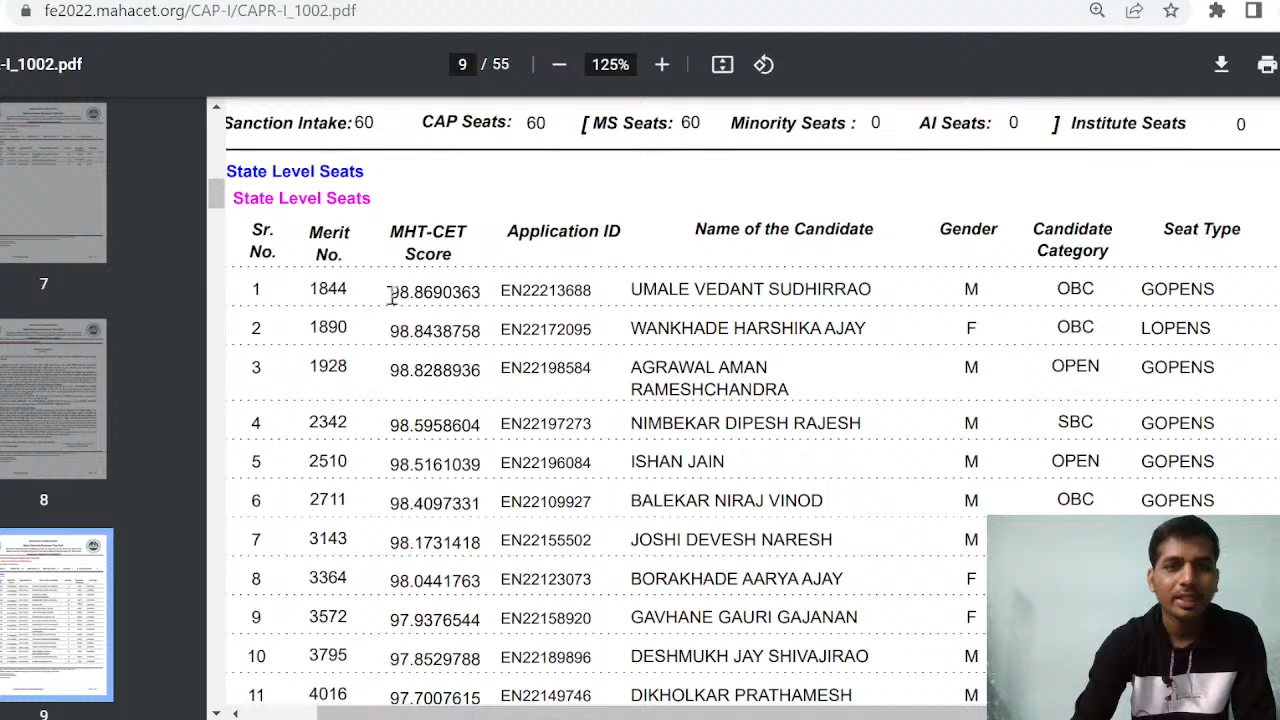 fe2022.mahacet.org/CAP-I/CAPR-I_1002.pdf
-I_1002.pdf 9 / 55 125%
Sanction Intake: 60 CAP Seats: 60 [ MS Seats: 60 Minority Seats : 0 AI Seats: 0 ] Institute Seats 0
State Level Seats
State Level Seats
Sr. No. Merit No. MHT-CET Score Application ID Name of the Candidate Gender Candidate Category Seat Type
1 1844 98.8690363 EN22213688 UMALE VEDANT SUDHIRRAO M OBC GOPENS
2 1890 98.8438758 EN22172095 WANKHADE HARSHIKA AJAY F OBC LOPENS
3 1928 98.8288936 EN22198584 AGRAWAL AMAN M OPEN GOPENS
RAMESHCHANDRA
4 2342 98.5958604 EN22197273 NIMBEKAR DIPESH RAJESH M SBC GOPENS
5 2510 98.5161039 EN22196084 ISHAN JAIN M OPEN GOPENS
6 2711 98.4097331 EN22109927 BALEKAR NIRAJ VINOD M OBC GOPENS
7 3143 98.1731418 EN22155502 JOSHI DEVESH NARESH M
8 3364 98.0441763 EN22123073 BORAKHADE AARYA AJAY F
9 3572 97.9376544 EN22158920 GAVHANE GAURI GAJANAN F
10 3795 97.8529788 EN22189896 DESHMUKH JAY SHIVAJIRAO M
11 4016 97.7007615 EN22149746 DIKHOLKAR PRATHAMESH M
7
8
9